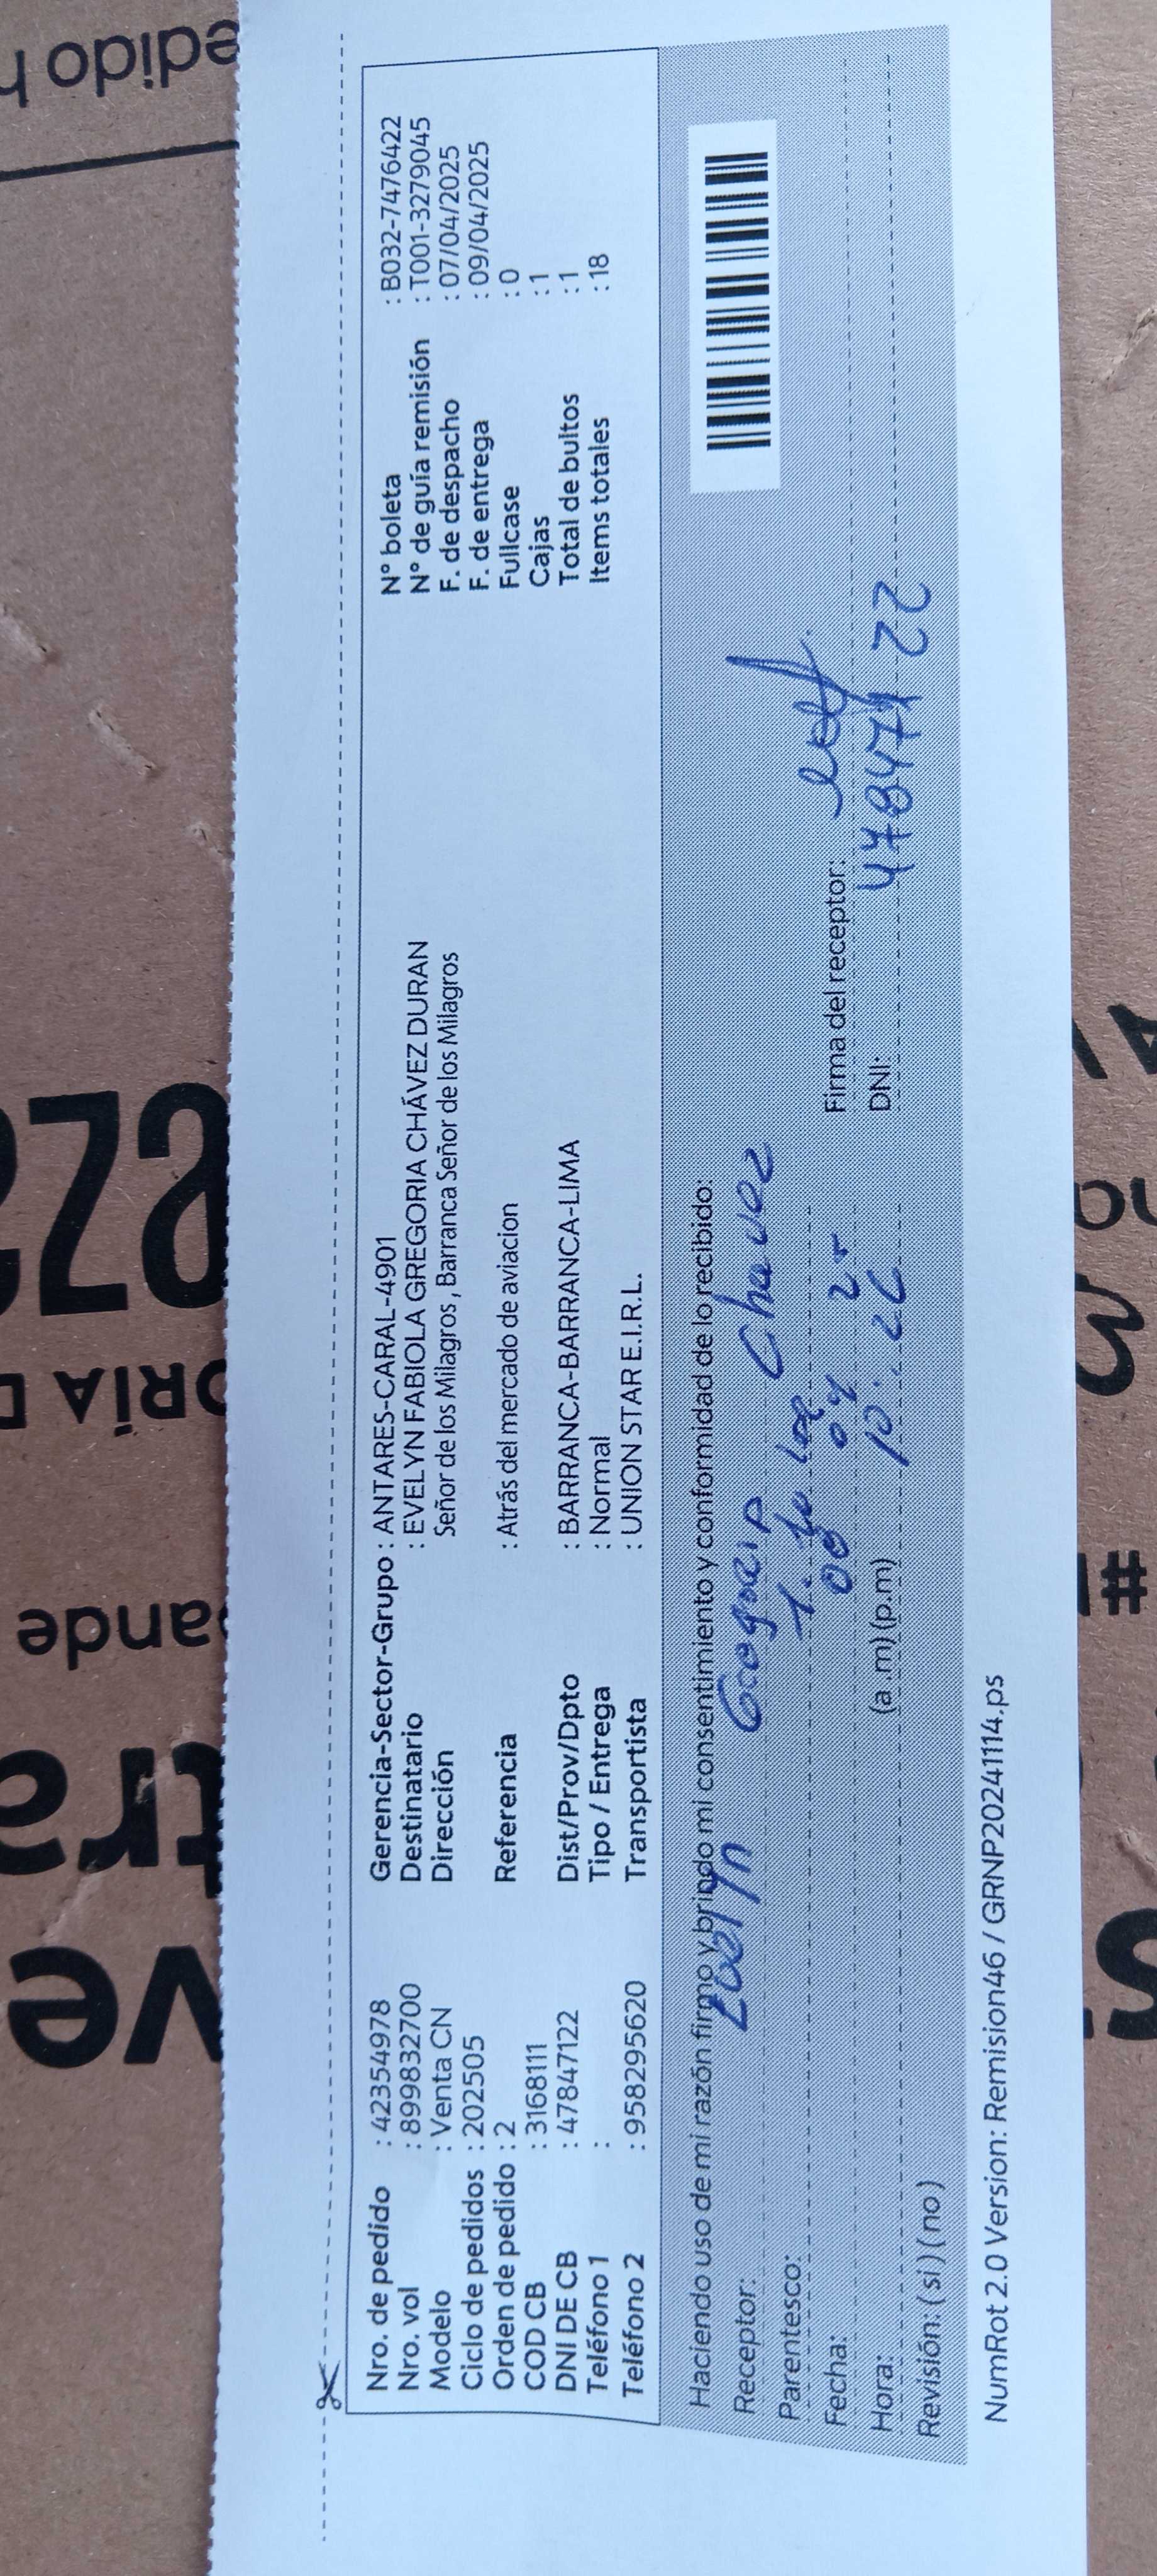 Nro. de pedido : 42354978
Nro. vol : 899832700
Modelo : Venta CN
Ciclo de pedidos : 202505
Orden de pedido : 2
COD CB : 3168111
DNI DE CB : 47847122
Teléfono 1 :
Teléfono 2 : 958295620
Gerencia-Sector-Grupo : ANTARES-CARAL-4901
Destinatario : EVELYN FABIOLA GREGORIA CHÁVEZ DURAN
Dirección Señor de los Milagros , Barranca Señor de los Milagros
Referencia : Atrás del mercado de aviacion
Dist/Prov/Dpto : BARRANCA-BARRANCA-LIMA
Tipo / Entrega : Normal
Transportista : UNION STAR E.I.R.L.
N° boleta : B032-7476422
N° de guía remisión : T001-3279045
F. de despacho : 07/04/2025
F. de entrega : 09/04/2025
Fullcase : 0
Cajas : 1
Total de bultos : 1
Items totales : 18
Haciendo uso de mi razón firmo y brindo mi consentimiento y conformidad de lo recibido:
Receptor: Chavez
Parentesco:
Fecha: 09 04 25
Hora: 10. (a .m) (p.m)
Revisión: ( si ) ( no )
Firma del receptor:
DNI: 47847122
NumRot 2.0 Version: Remision46 / GRNP20241114.ps
edido h
ande
tra
ve